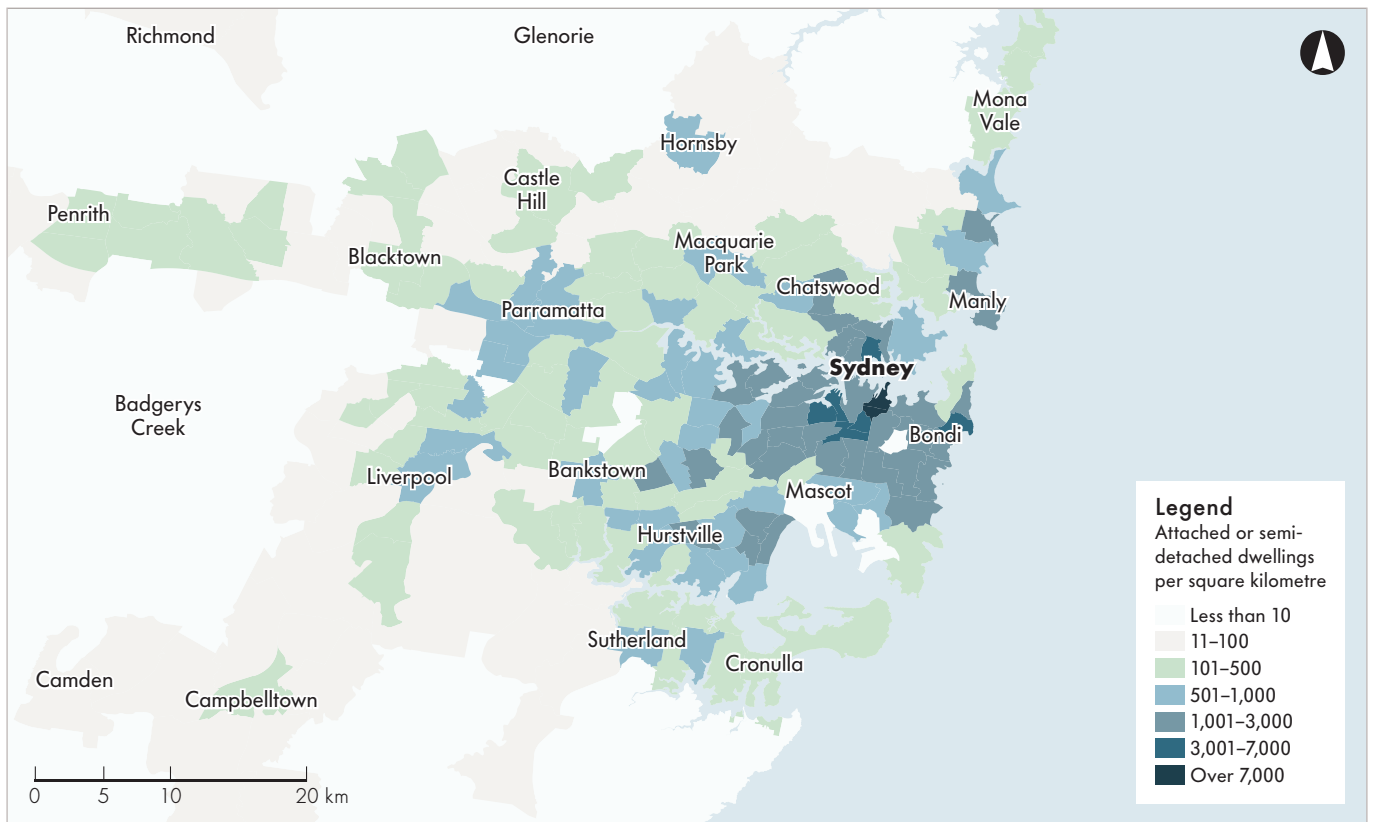 Richmond
Glenorie
Mona
Vale
Hornsby
Castle
Hill
Penrith
Blacktown
Macquarie
Park
Chatswood
Parramatta
Manly
Sydney
Badgerys
Creek
Bondi
Liverpool
Bankstown
Mascot
Hurstville
Sutherland
Cronulla
Camden
Campbelltown
0 5 10 20 km
Legend
Attached or semi-
detached dwellings
per square kilometre
Less than 10
11–100
101–500
501–1,000
1,001–3,000
3,001–7,000
Over 7,000